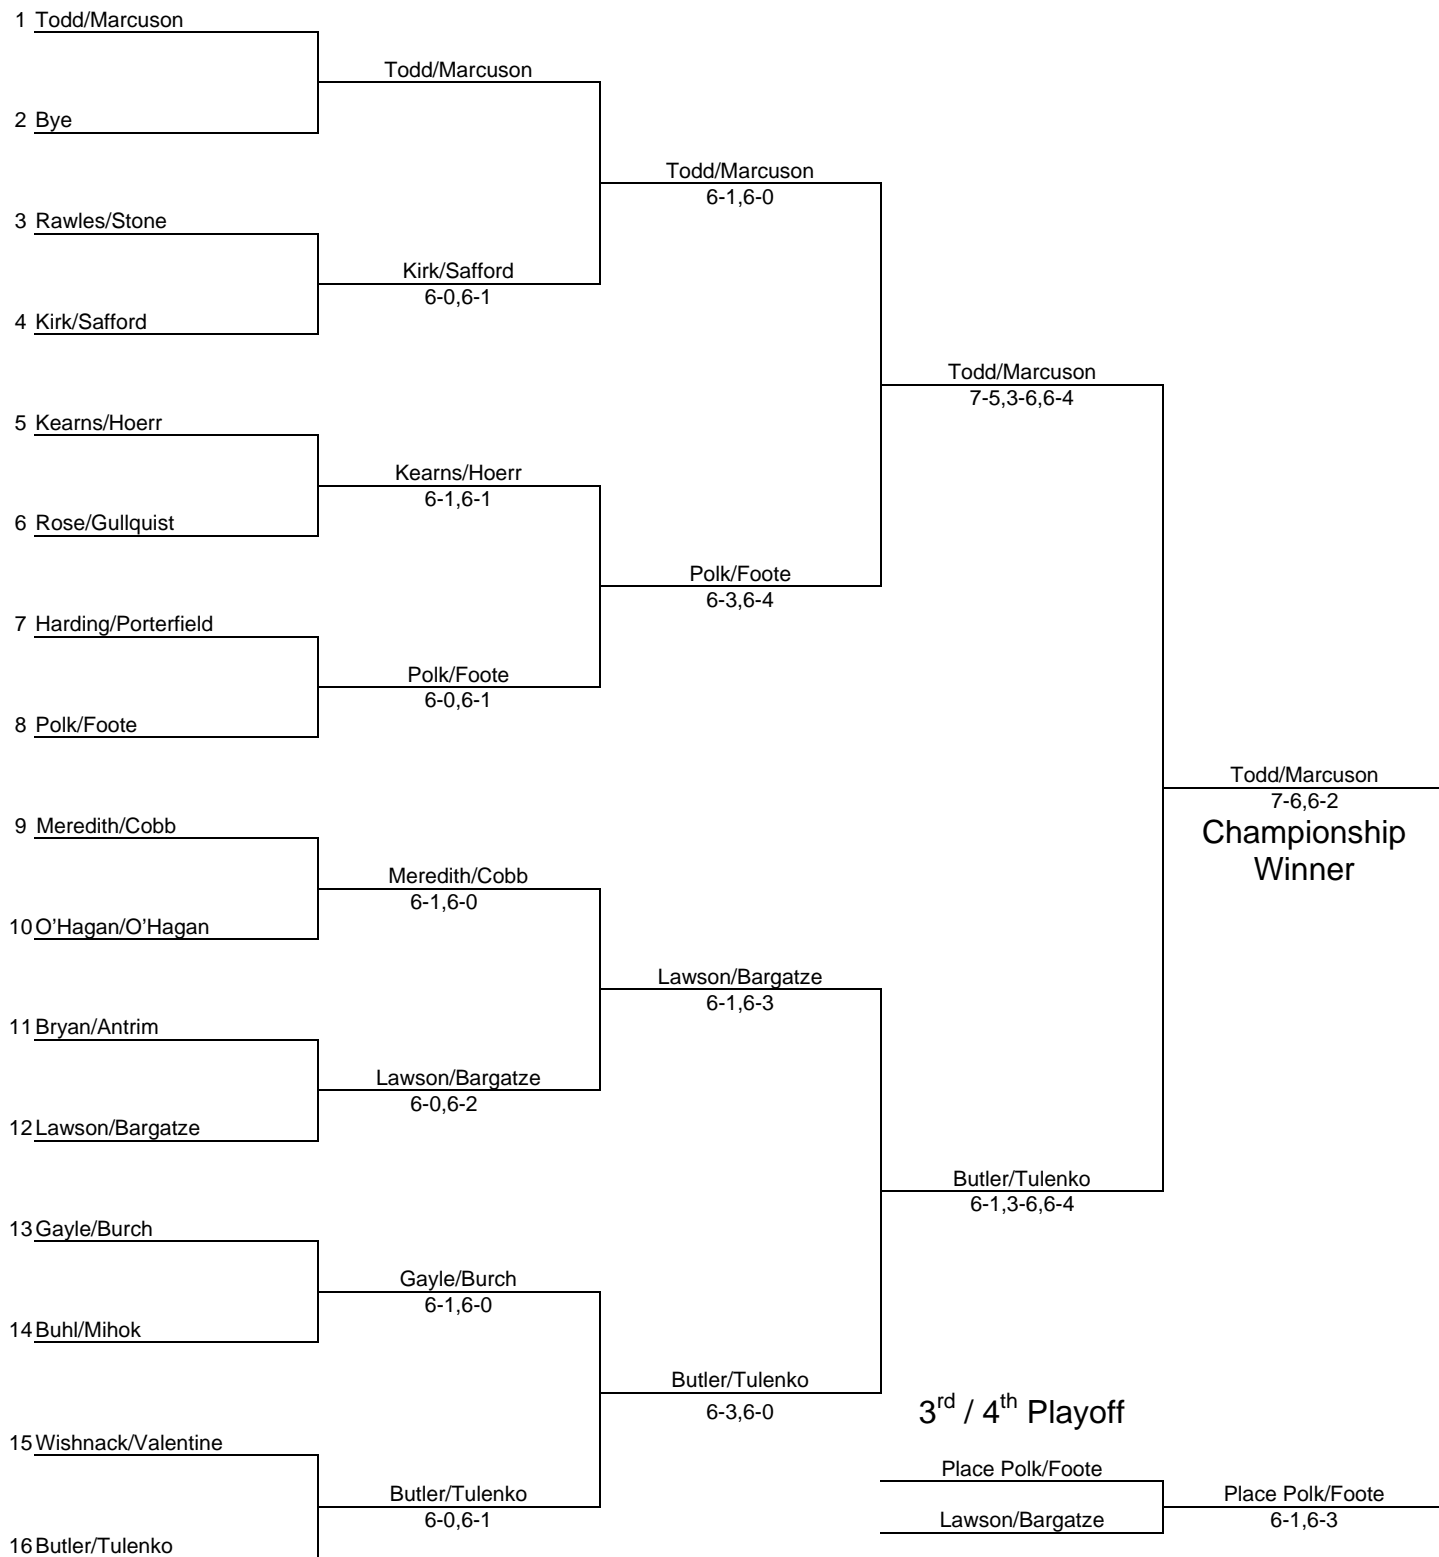 1 Todd/Marcuson
Todd/Marcuson
2 Bye
Todd/Marcuson
6-1,6-0
3 Rawles/Stone
Kirk/Safford
6-0,6-1
4 Kirk/Safford
Todd/Marcuson
7-5,3-6,6-4
5 Kearns/Hoerr
Kearns/Hoerr
6-1,6-1
6 Rose/Gullquist
Polk/Foote
6-3,6-4
7 Harding/Porterfield
Polk/Foote
6-0,6-1
8 Polk/Foote
Todd/Marcuson
7-6,6-2
Championship
Winner
9 Meredith/Cobb
Meredith/Cobb
6-1,6-0
10 O'Hagan/O'Hagan
Lawson/Bargatze
6-1,6-3
11 Bryan/Antrim
Lawson/Bargatze
6-0,6-2
12 Lawson/Bargatze
Butler/Tulenko
6-1,3-6,6-4
13 Gayle/Burch
Gayle/Burch
6-1,6-0
14 Buhl/Mihok
Butler/Tulenko
6-3,6-0
3rd / 4th Playoff
15 Wishnack/Valentine
Place Polk/Foote
Butler/Tulenko
6-0,6-1
Place Polk/Foote
6-1,6-3
Lawson/Bargatze
16 Butler/Tulenko